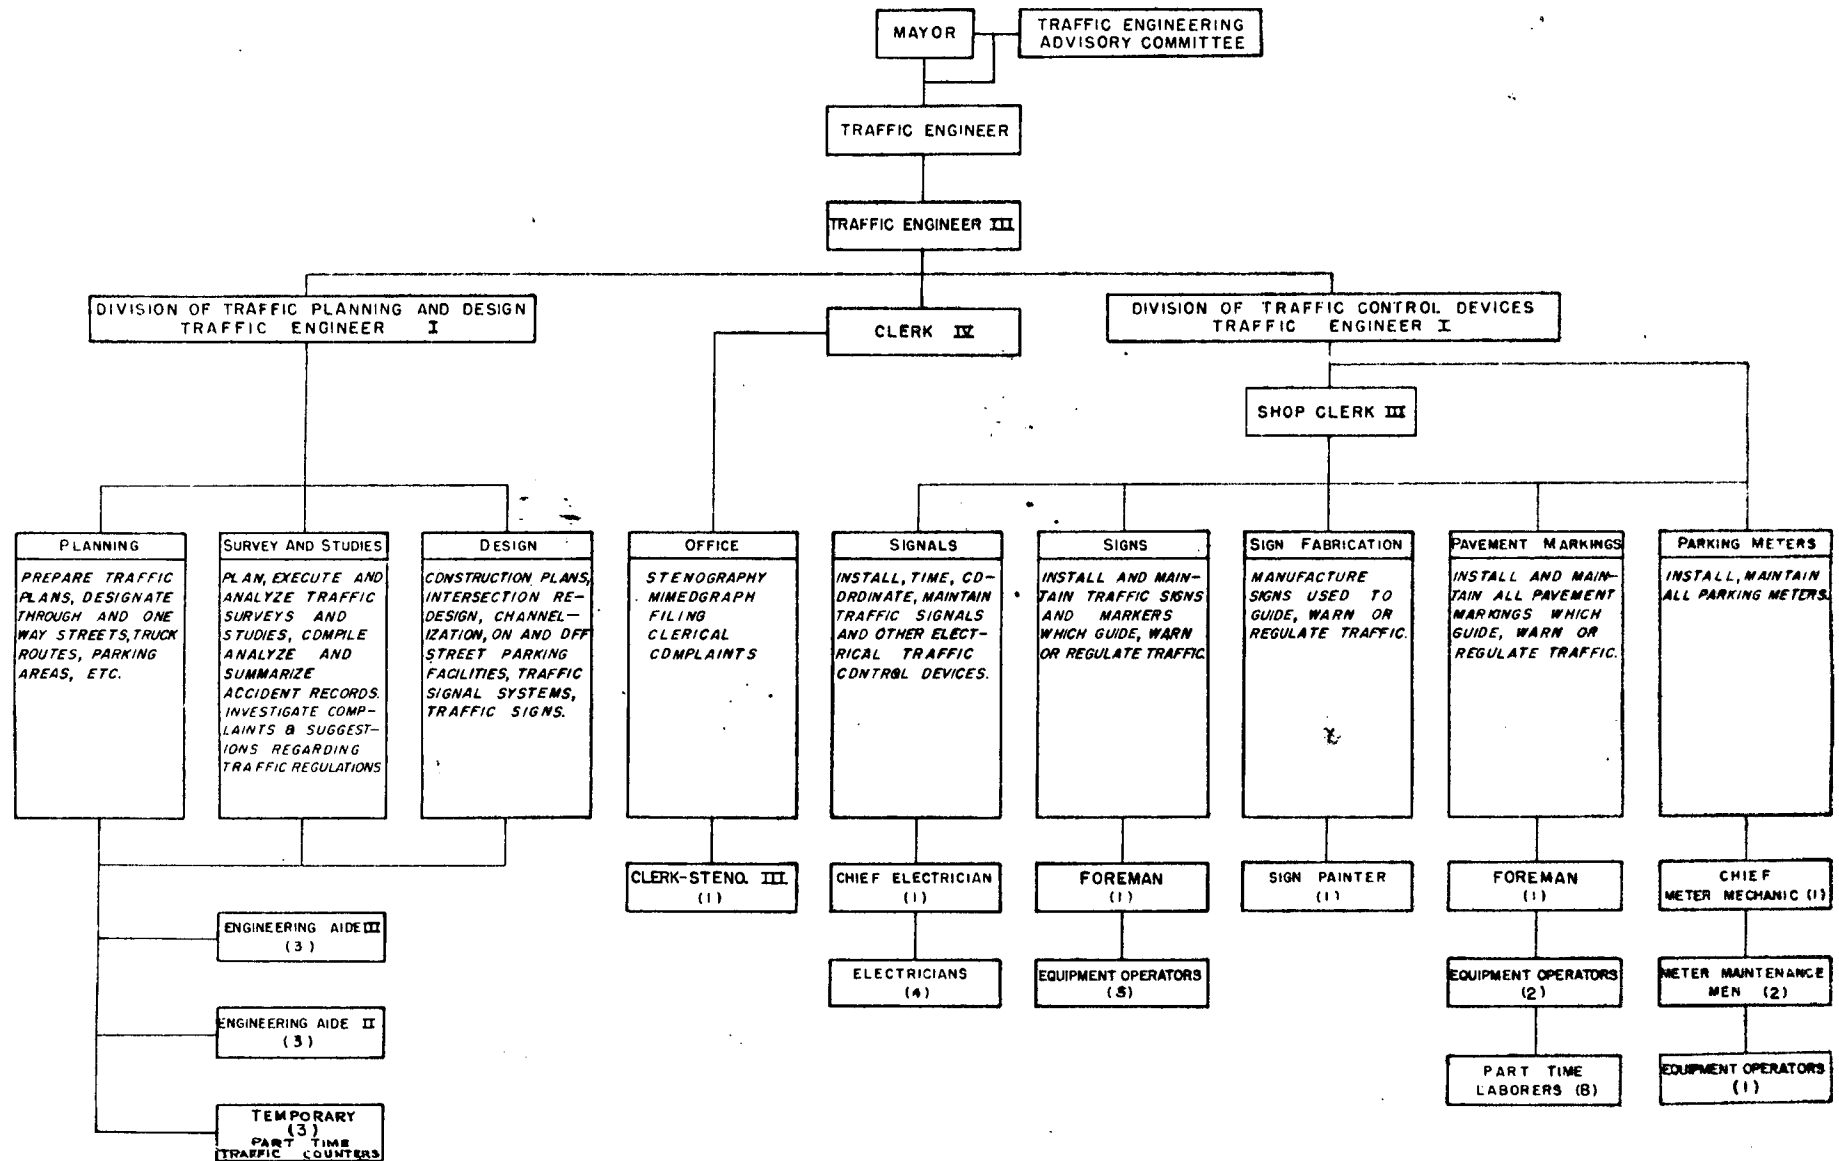 MAYOR
TRAFFIC ENGINEERING
ADVISORY COMMITTEE
TRAFFIC ENGINEER
TRAFFIC ENGINEER III
DIVISION OF TRAFFIC PLANNING AND DESIGN
TRAFFIC ENGINEER I
CLERK IV
DIVISION OF TRAFFIC CONTROL DEVICES
TRAFFIC ENGINEER I
SHOP CLERK III
PLANNING
PREPARE TRAFFIC
PLANS, DESIGNATE
THROUGH AND ONE
WAY STREETS, TRUCK
ROUTES, PARKING
AREAS, ETC.
SURVEY AND STUDIES
PLAN, EXECUTE AND
ANALYZE TRAFFIC
SURVEYS AND
STUDIES, COMPILE
ANALYZE AND
SUMMARIZE
ACCIDENT RECORDS.
INVESTIGATE COMP-
LAINTS & SUGGEST-
IONS REGARDING
TRAFFIC REGULATIONS
DESIGN
CONSTRUCTION PLANS,
INTERSECTION RE-
DESIGN, CHANNEL-
IZATION, ON AND OFF
STREET PARKING
FACILITIES, TRAFFIC
SIGNAL SYSTEMS,
TRAFFIC SIGNS.
OFFICE
STENOGRAPHY
MIMEOGRAPH
FILING
CLERICAL
COMPLAINTS
SIGNALS
INSTALL, TIME, CO-
ORDINATE, MAINTAIN
TRAFFIC SIGNALS
AND OTHER ELECT-
RICAL TRAFFIC
CONTROL DEVICES.
SIGNS
INSTALL AND MAIN-
TAIN TRAFFIC SIGNS
AND MARKERS
WHICH GUIDE, WARN
OR REGULATE TRAFFIC.
SIGN FABRICATION
MANUFACTURE
SIGNS USED TO
GUIDE, WARN OR
REGULATE TRAFFIC.
PAVEMENT MARKINGS
INSTALL AND MAIN-
TAIN ALL PAVEMENT
MARKINGS WHICH
GUIDE, WARN OR
REGULATE TRAFFIC.
PARKING METERS
INSTALL, MAINTAIN
ALL PARKING METERS.
CLERK-STENO. III
(1)
CHIEF ELECTRICIAN
(1)
FOREMAN
(1)
SIGN PAINTER
(1)
FOREMAN
(1)
CHIEF
METER MECHANIC (1)
ENGINEERING AIDE III
(3)
ELECTRICIANS
(4)
EQUIPMENT OPERATORS
(5)
EQUIPMENT OPERATORS
(2)
METER MAINTENANCE
MEN (2)
ENGINEERING AIDE II
(3)
PART TIME
LABORERS (8)
EQUIPMENT OPERATORS
(1)
TEMPORARY
(3)
PART TIME
TRAFFIC COUNTERS